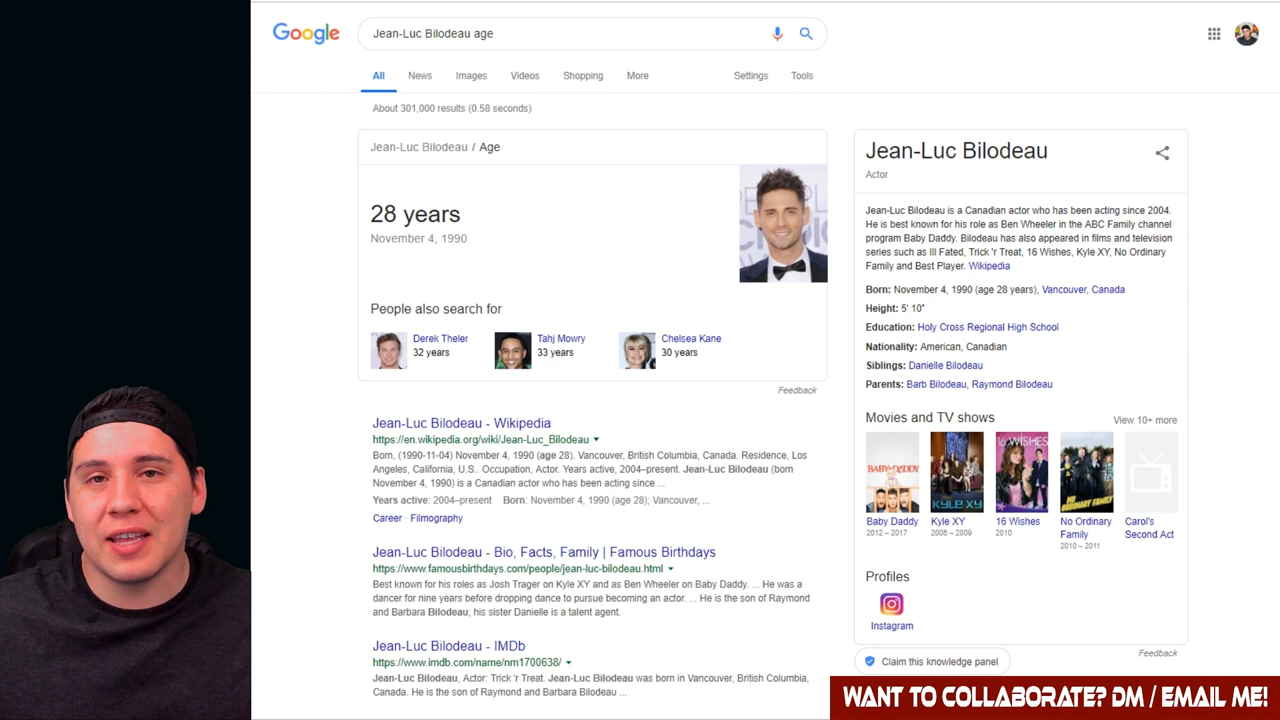 Google
Jean-Luc Bilodeau age
All
News
Images
Videos
Shopping
More
Settings
Tools
About 301,000 results (0.58 seconds)
Jean-Luc Bilodeau / Age
28 years
November 4, 1990
People also search for
Derek Theler
32 years
Tahj Mowry
33 years
Chelsea Kane
30 years
Feedback
Jean-Luc Bilodeau - Wikipedia
https://en.wikipedia.org/wiki/Jean-Luc_Bilodeau
Born, (1990-11-04) November 4, 1990 (age 28). Vancouver, British Columbia, Canada. Residence, Los
Angeles, California, U.S.. Occupation, Actor. Years active, 2004–present. Jean-Luc Bilodeau (born
November 4, 1990) is a Canadian actor who has been acting since ...
Years active: 2004–present Born: November 4, 1990 (age 28); Vancouver, ...
Career · Filmography
Jean-Luc Bilodeau - Bio, Facts, Family | Famous Birthdays
https://www.famousbirthdays.com/people/jean-luc-bilodeau.html
Best known for his roles as Josh Trager on Kyle XY and as Ben Wheeler on Baby Daddy. ... He was a
dancer for nine years before dropping dance to pursue becoming an actor. ... He is the son of Raymond
and Barbara Bilodeau; his sister Danielle is a talent agent.
Jean-Luc Bilodeau - IMDb
https://www.imdb.com/name/nm1700638/
Jean-Luc Bilodeau, Actor: Trick 'r Treat. Jean-Luc Bilodeau was born in Vancouver, British Columbia,
Canada. He is the son of Raymond and Barbara Bilodeau ...
Jean-Luc Bilodeau
Actor
Jean-Luc Bilodeau is a Canadian actor who has been acting since 2004.
He is best known for his role as Ben Wheeler in the ABC Family channel
program Baby Daddy. Bilodeau has also appeared in films and television
series such as Ill Fated, Trick 'r Treat, 16 Wishes, Kyle XY, No Ordinary
Family and Best Player. Wikipedia
Born: November 4, 1990 (age 28 years), Vancouver, Canada
Height: 5′ 10″
Education: Holy Cross Regional High School
Nationality: American, Canadian
Siblings: Danielle Bilodeau
Parents: Barb Bilodeau, Raymond Bilodeau
Movies and TV shows
View 10+ more
BABY DADDY
KYLE XY
16 WISHES
NO ORDINARY FAMILY
Baby Daddy
2012 – 2017
Kyle XY
2006 – 2009
16 Wishes
2010
No Ordinary
Family
2010 – 2011
Carol's
Second Act
Profiles
Instagram
Feedback
Claim this knowledge panel
WANT TO COLLABORATE? DM / EMAIL ME!